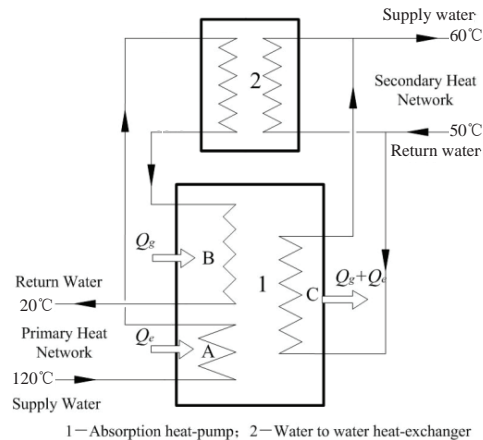 Supply water
60℃
2
Secondary Heat
Network
50℃
Return water
Qg
B
Qg+Qe
1
C
Return Water
20℃
Primary Heat
Network
Qe
A
120℃
Supply Water
1—Absorption heat-pump; 2—Water to water heat-exchanger